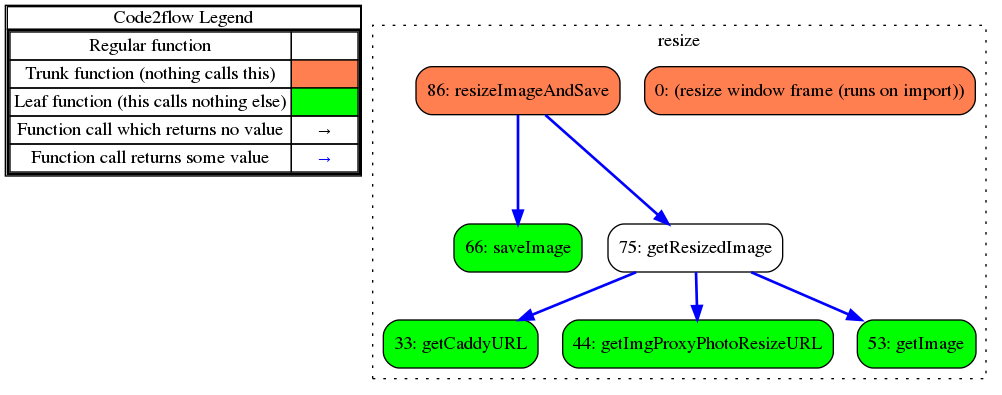 Code2flow Legend
Regular function
Trunk function (nothing calls this)
Leaf function (this calls nothing else)
Function call which returns no value →
Function call returns some value →
resize
86: resizeImageAndSave
0: (resize window frame (runs on import))
66: saveImage
75: getResizedImage
33: getCaddyURL
44: getImgProxyPhotoResizeURL
53: getImage